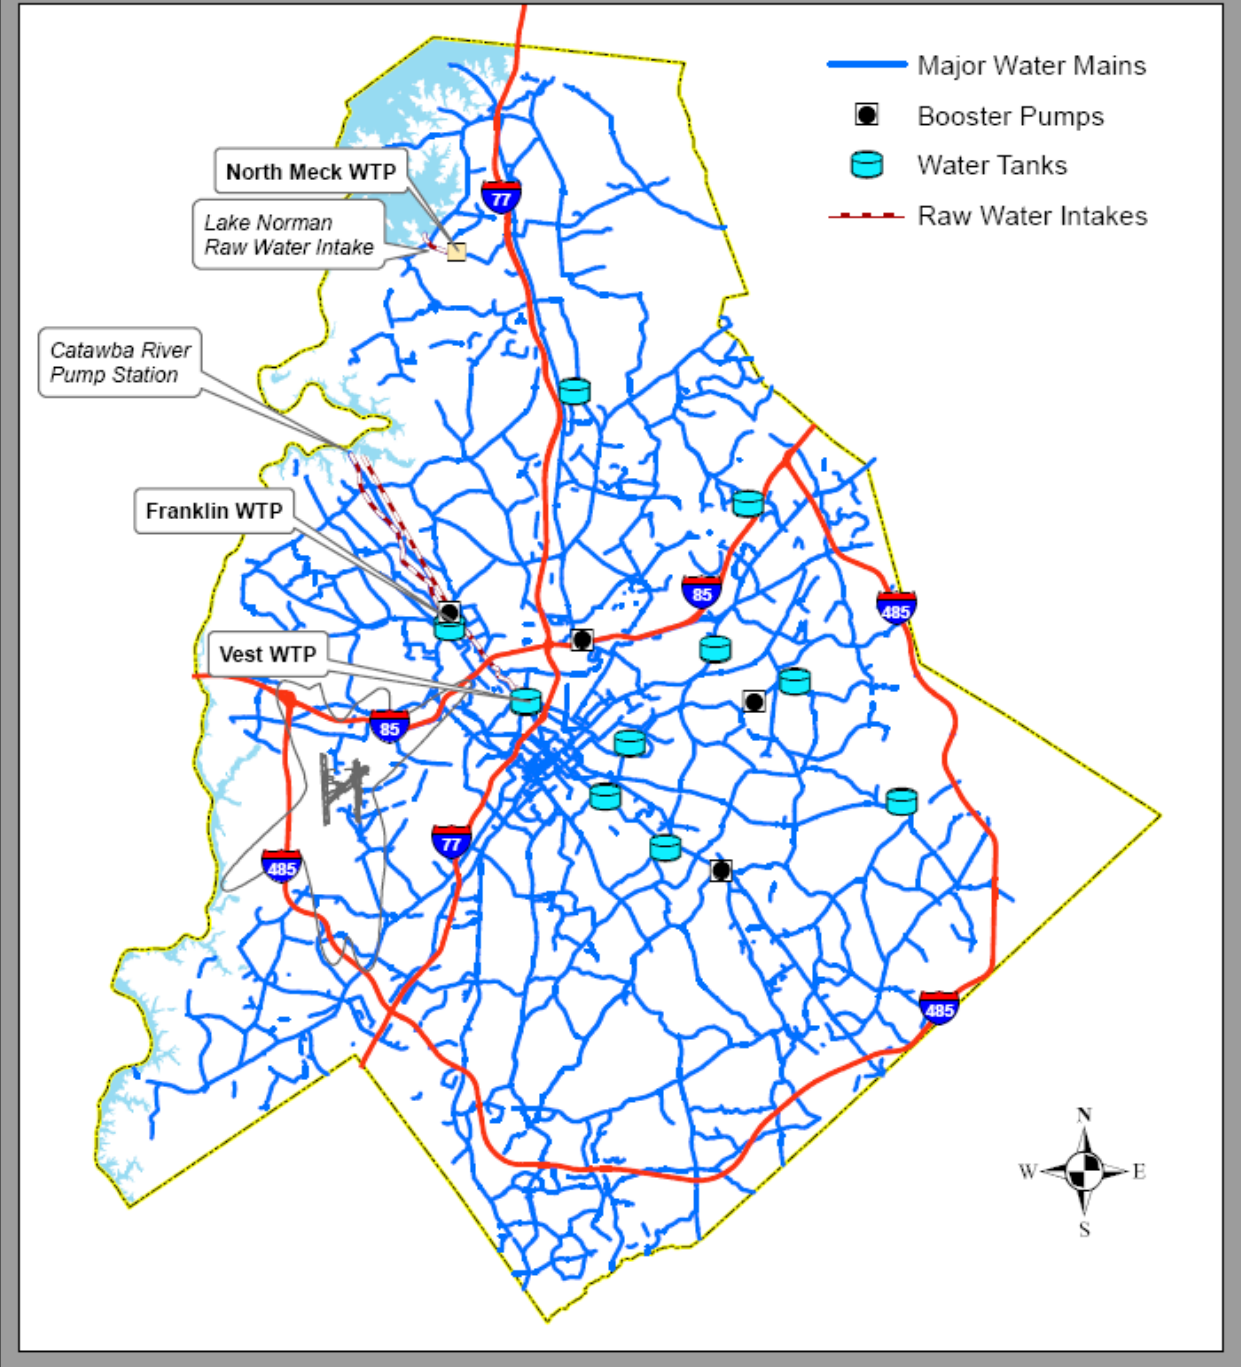 Major Water Mains
Booster Pumps
Water Tanks
Raw Water Intakes
North Meck WTP
77
Lake Norman
Raw Water Intake
Catawba River
Pump Station
Franklin WTP
85
485
Vest WTP
85
77
485
485
N
W E
S